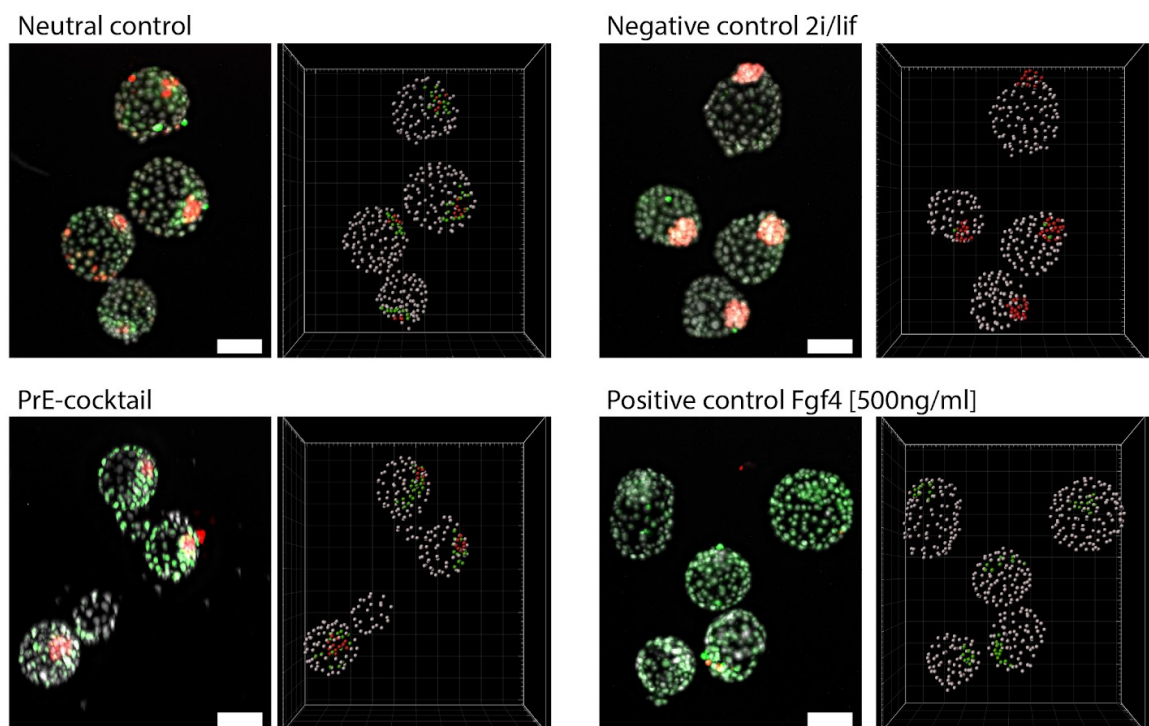 Neutral control
Negative control 2i/lif
PrE-cocktail
Positive control Fgf4 [500ng/ml]